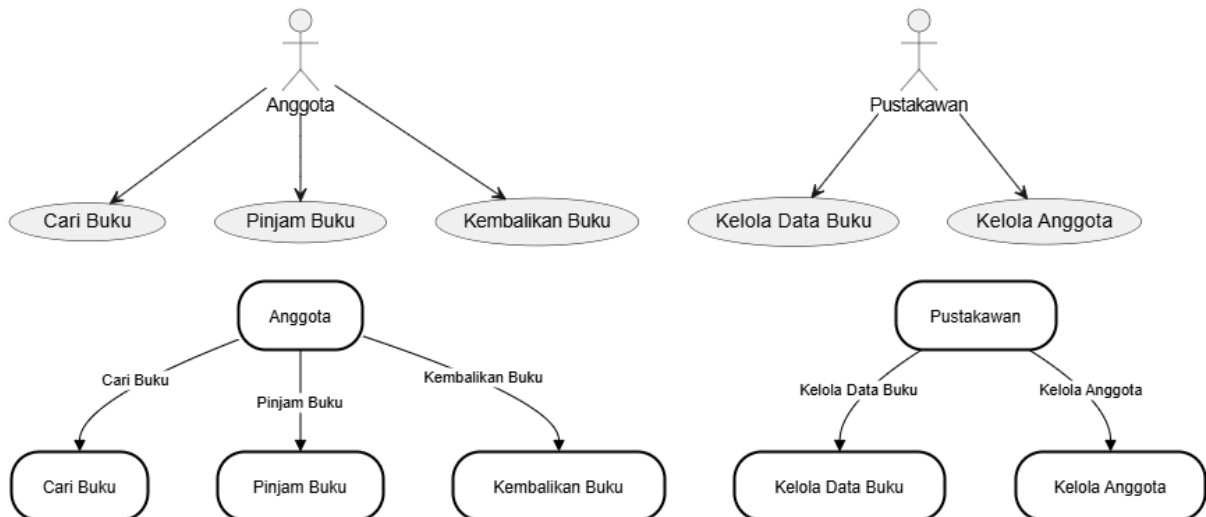 Anggota
Pustakawan
Cari Buku
Pinjam Buku
Kembalikan Buku
Kelola Data Buku
Kelola Anggota
Anggota
Pustakawan
Cari Buku
Pinjam Buku
Kembalikan Buku
Kelola Data Buku
Kelola Anggota
Cari Buku
Pinjam Buku
Kembalikan Buku
Kelola Data Buku
Kelola Anggota